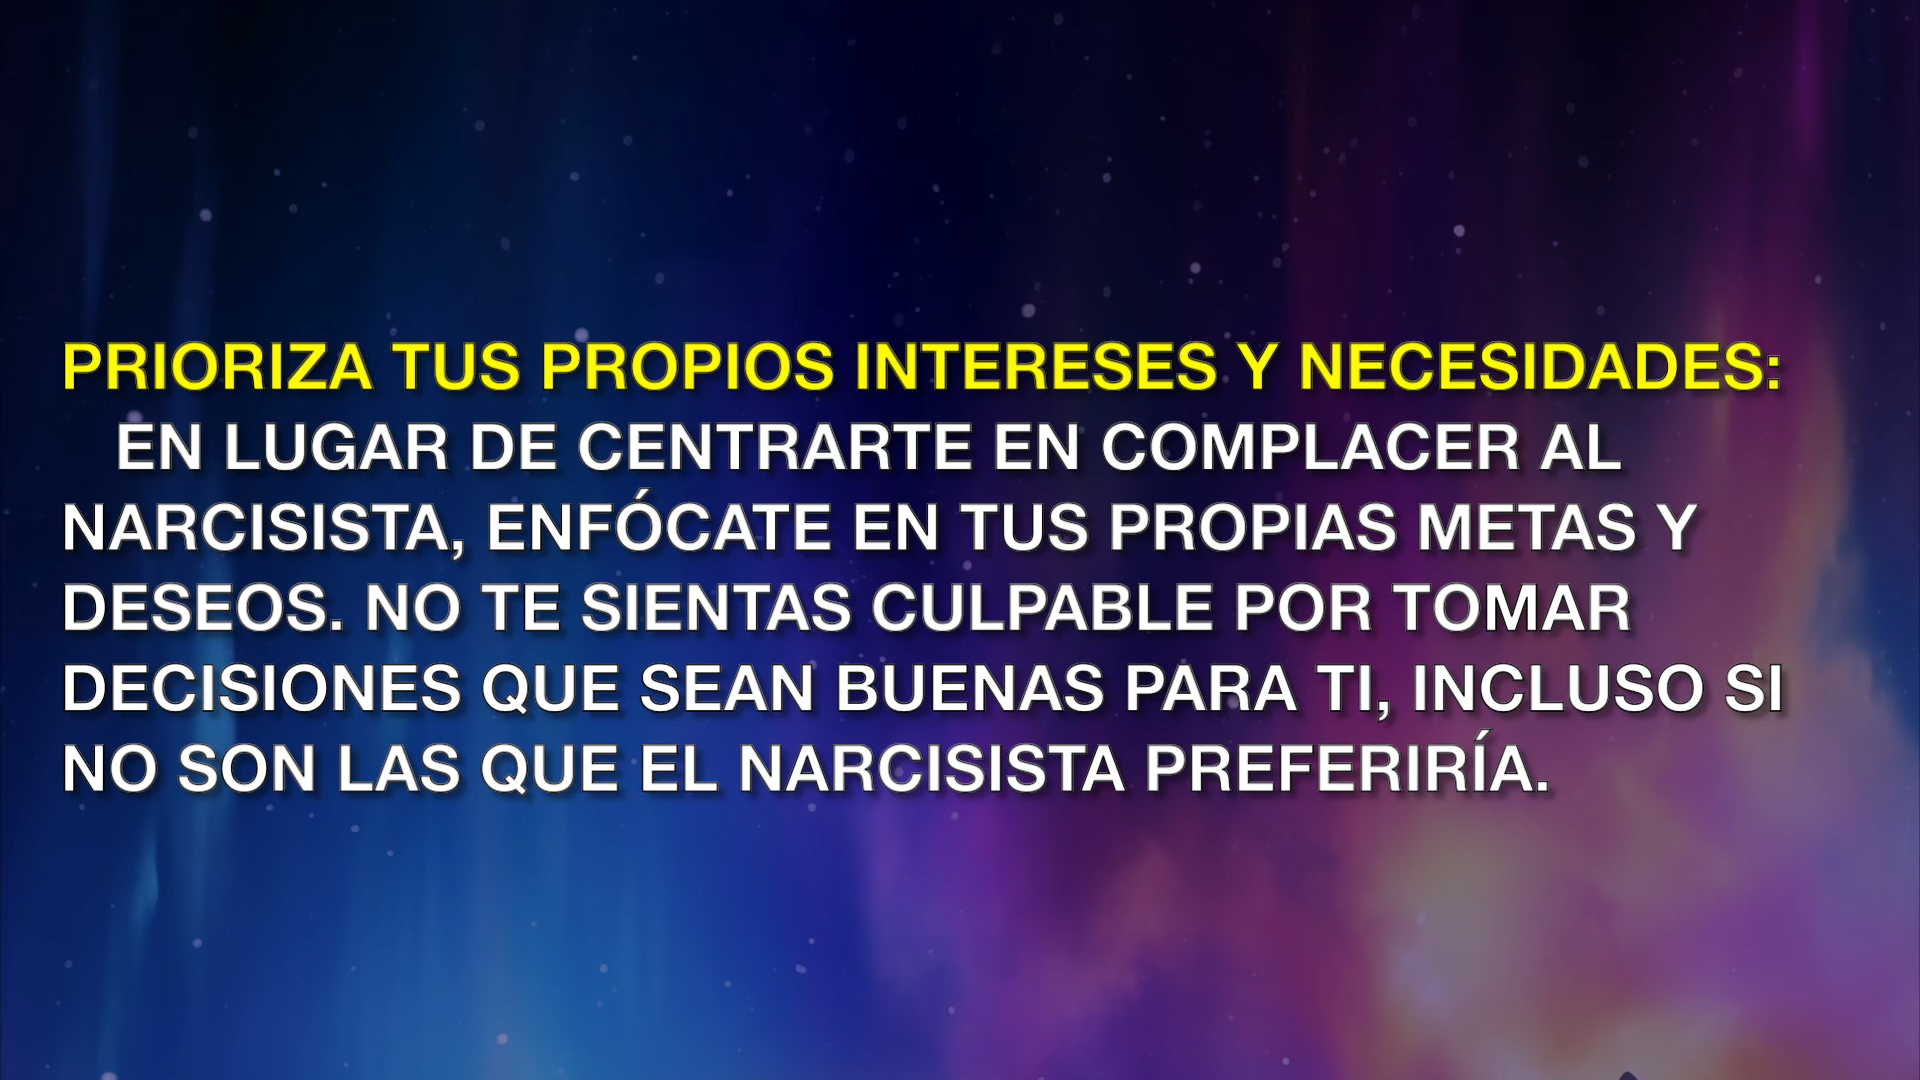 PRIORIZA TUS PROPIOS INTERESES Y NECESIDADES:
EN LUGAR DE CENTRARTE EN COMPLACER AL
NARCISISTA, ENFÓCATE EN TUS PROPIAS METAS Y
DESEOS. NO TE SIENTAS CULPABLE POR TOMAR
DECISIONES QUE SEAN BUENAS PARA TI, INCLUSO SI
NO SON LAS QUE EL NARCISISTA PREFERIRÍA.